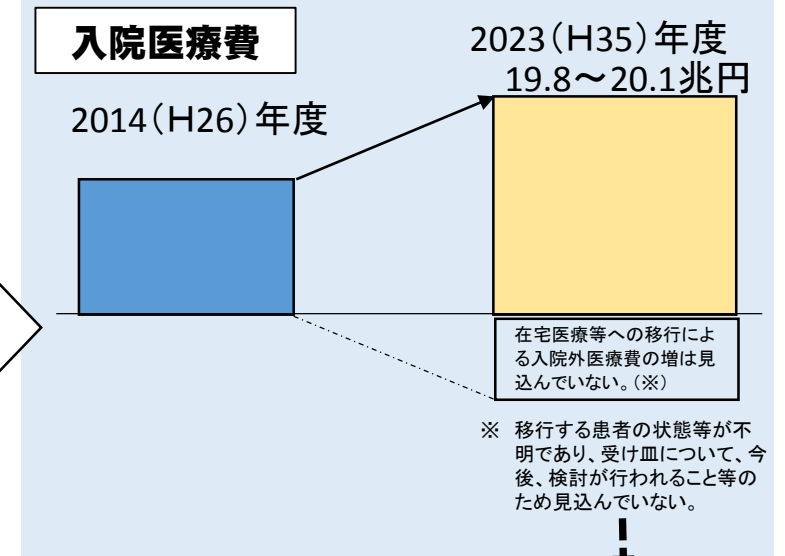 入院医療費
2023(H35)年度
19.8～20.1兆円
2014(H26)年度
在宅医療等への移行によ
る入院外医療費の増は見
込んでいない。(※)
※ 移行する患者の状態等が不
明であり、受け皿について、今
後、検討が行われること等の
ため見込んでいない。